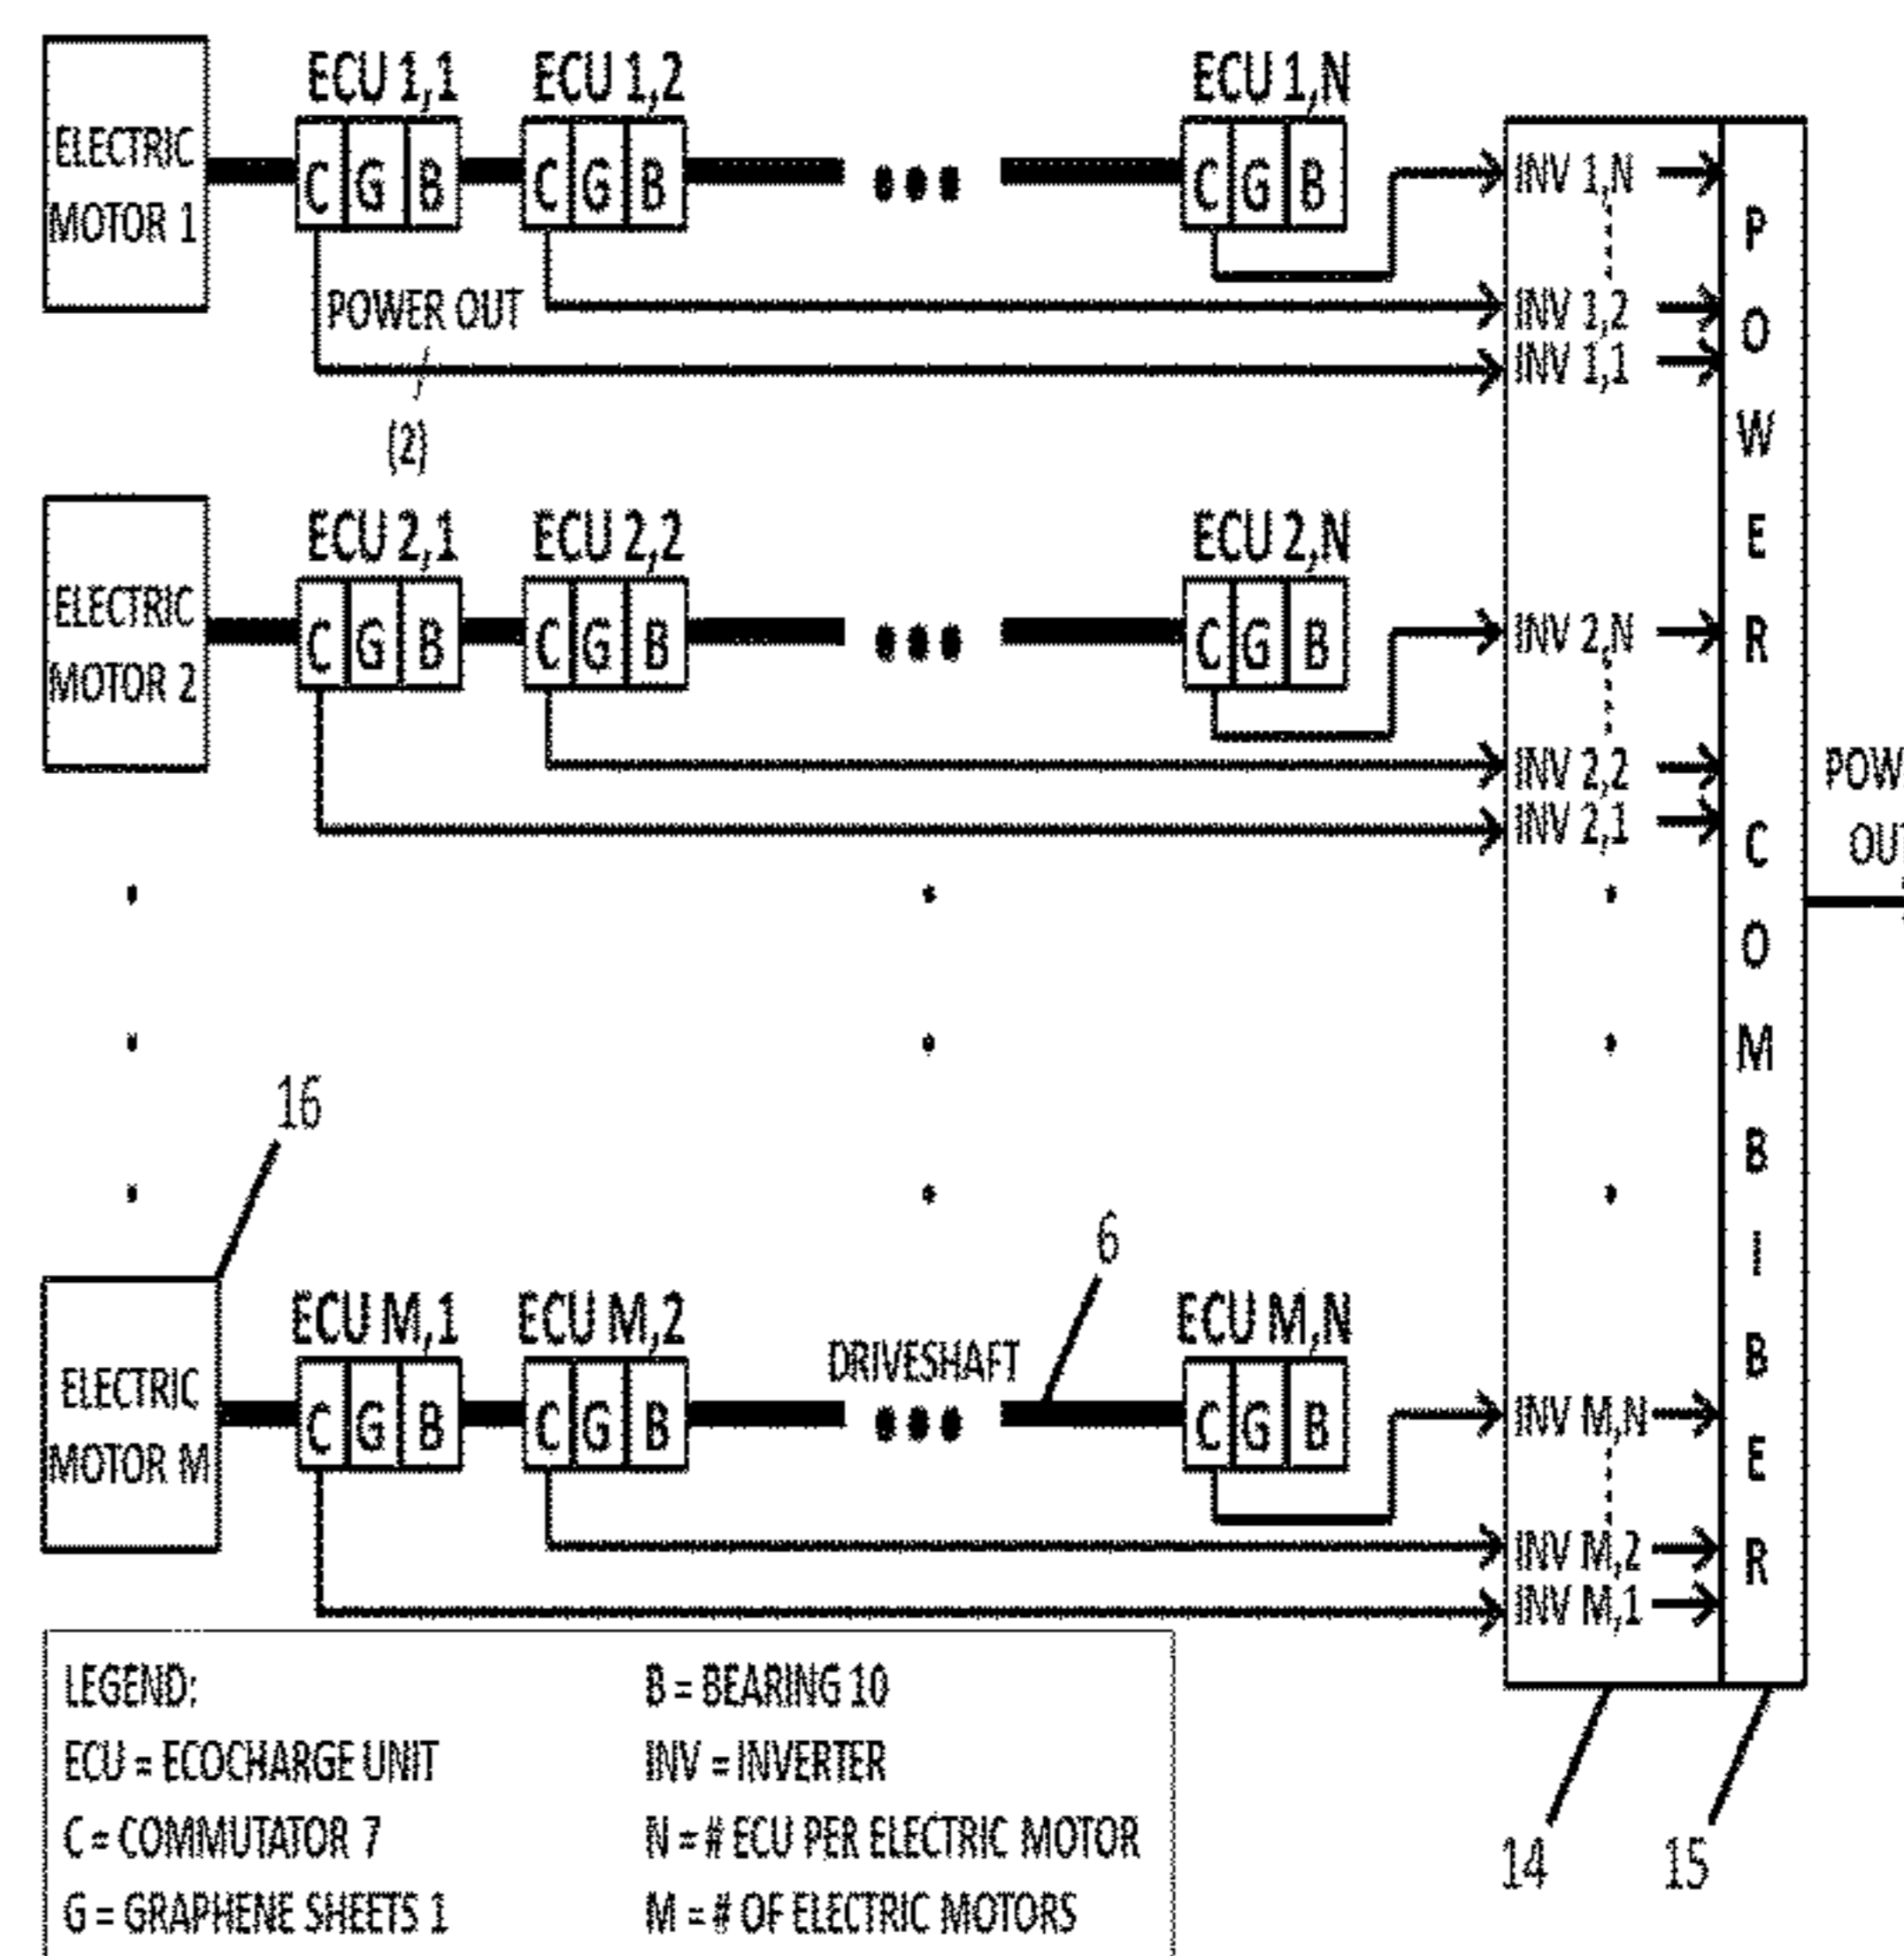 ECU 1,1
ECU 1,2
ECU 1,N
ELECTRIC
MOTOR 1
C G B
C G B
C G B
POWER OUT
(2)
INV 1,N
INV 1,2
INV 1,1
ECU 2,1
ECU 2,2
ECU 2,N
ELECTRIC
MOTOR 2
C G B
C G B
C G B
INV 2,N
INV 2,2
INV 2,1
POWER COMBIBER
POW
OUT
16
6
ECU M,1
ECU M,2
DRIVESHAFT
ECU M,N
ELECTRIC
MOTOR M
C G B
C G B
C G B
INV M,N
INV M,2
INV M,1
14
15
LEGEND:
ECU = ECOCHARGE UNIT
C = COMMUTATOR 7
G = GRAPHENE SHEETS 1
B = BEARING 10
INV = INVERTER
N = # ECU PER ELECTRIC MOTOR
M = # OF ELECTRIC MOTORS